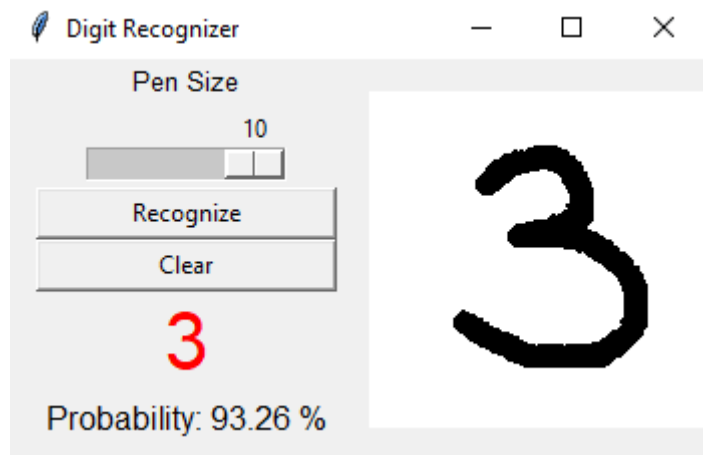 Digit Recognizer
Pen Size
10
Recognize
Clear
3
Probability: 93.26 %
3